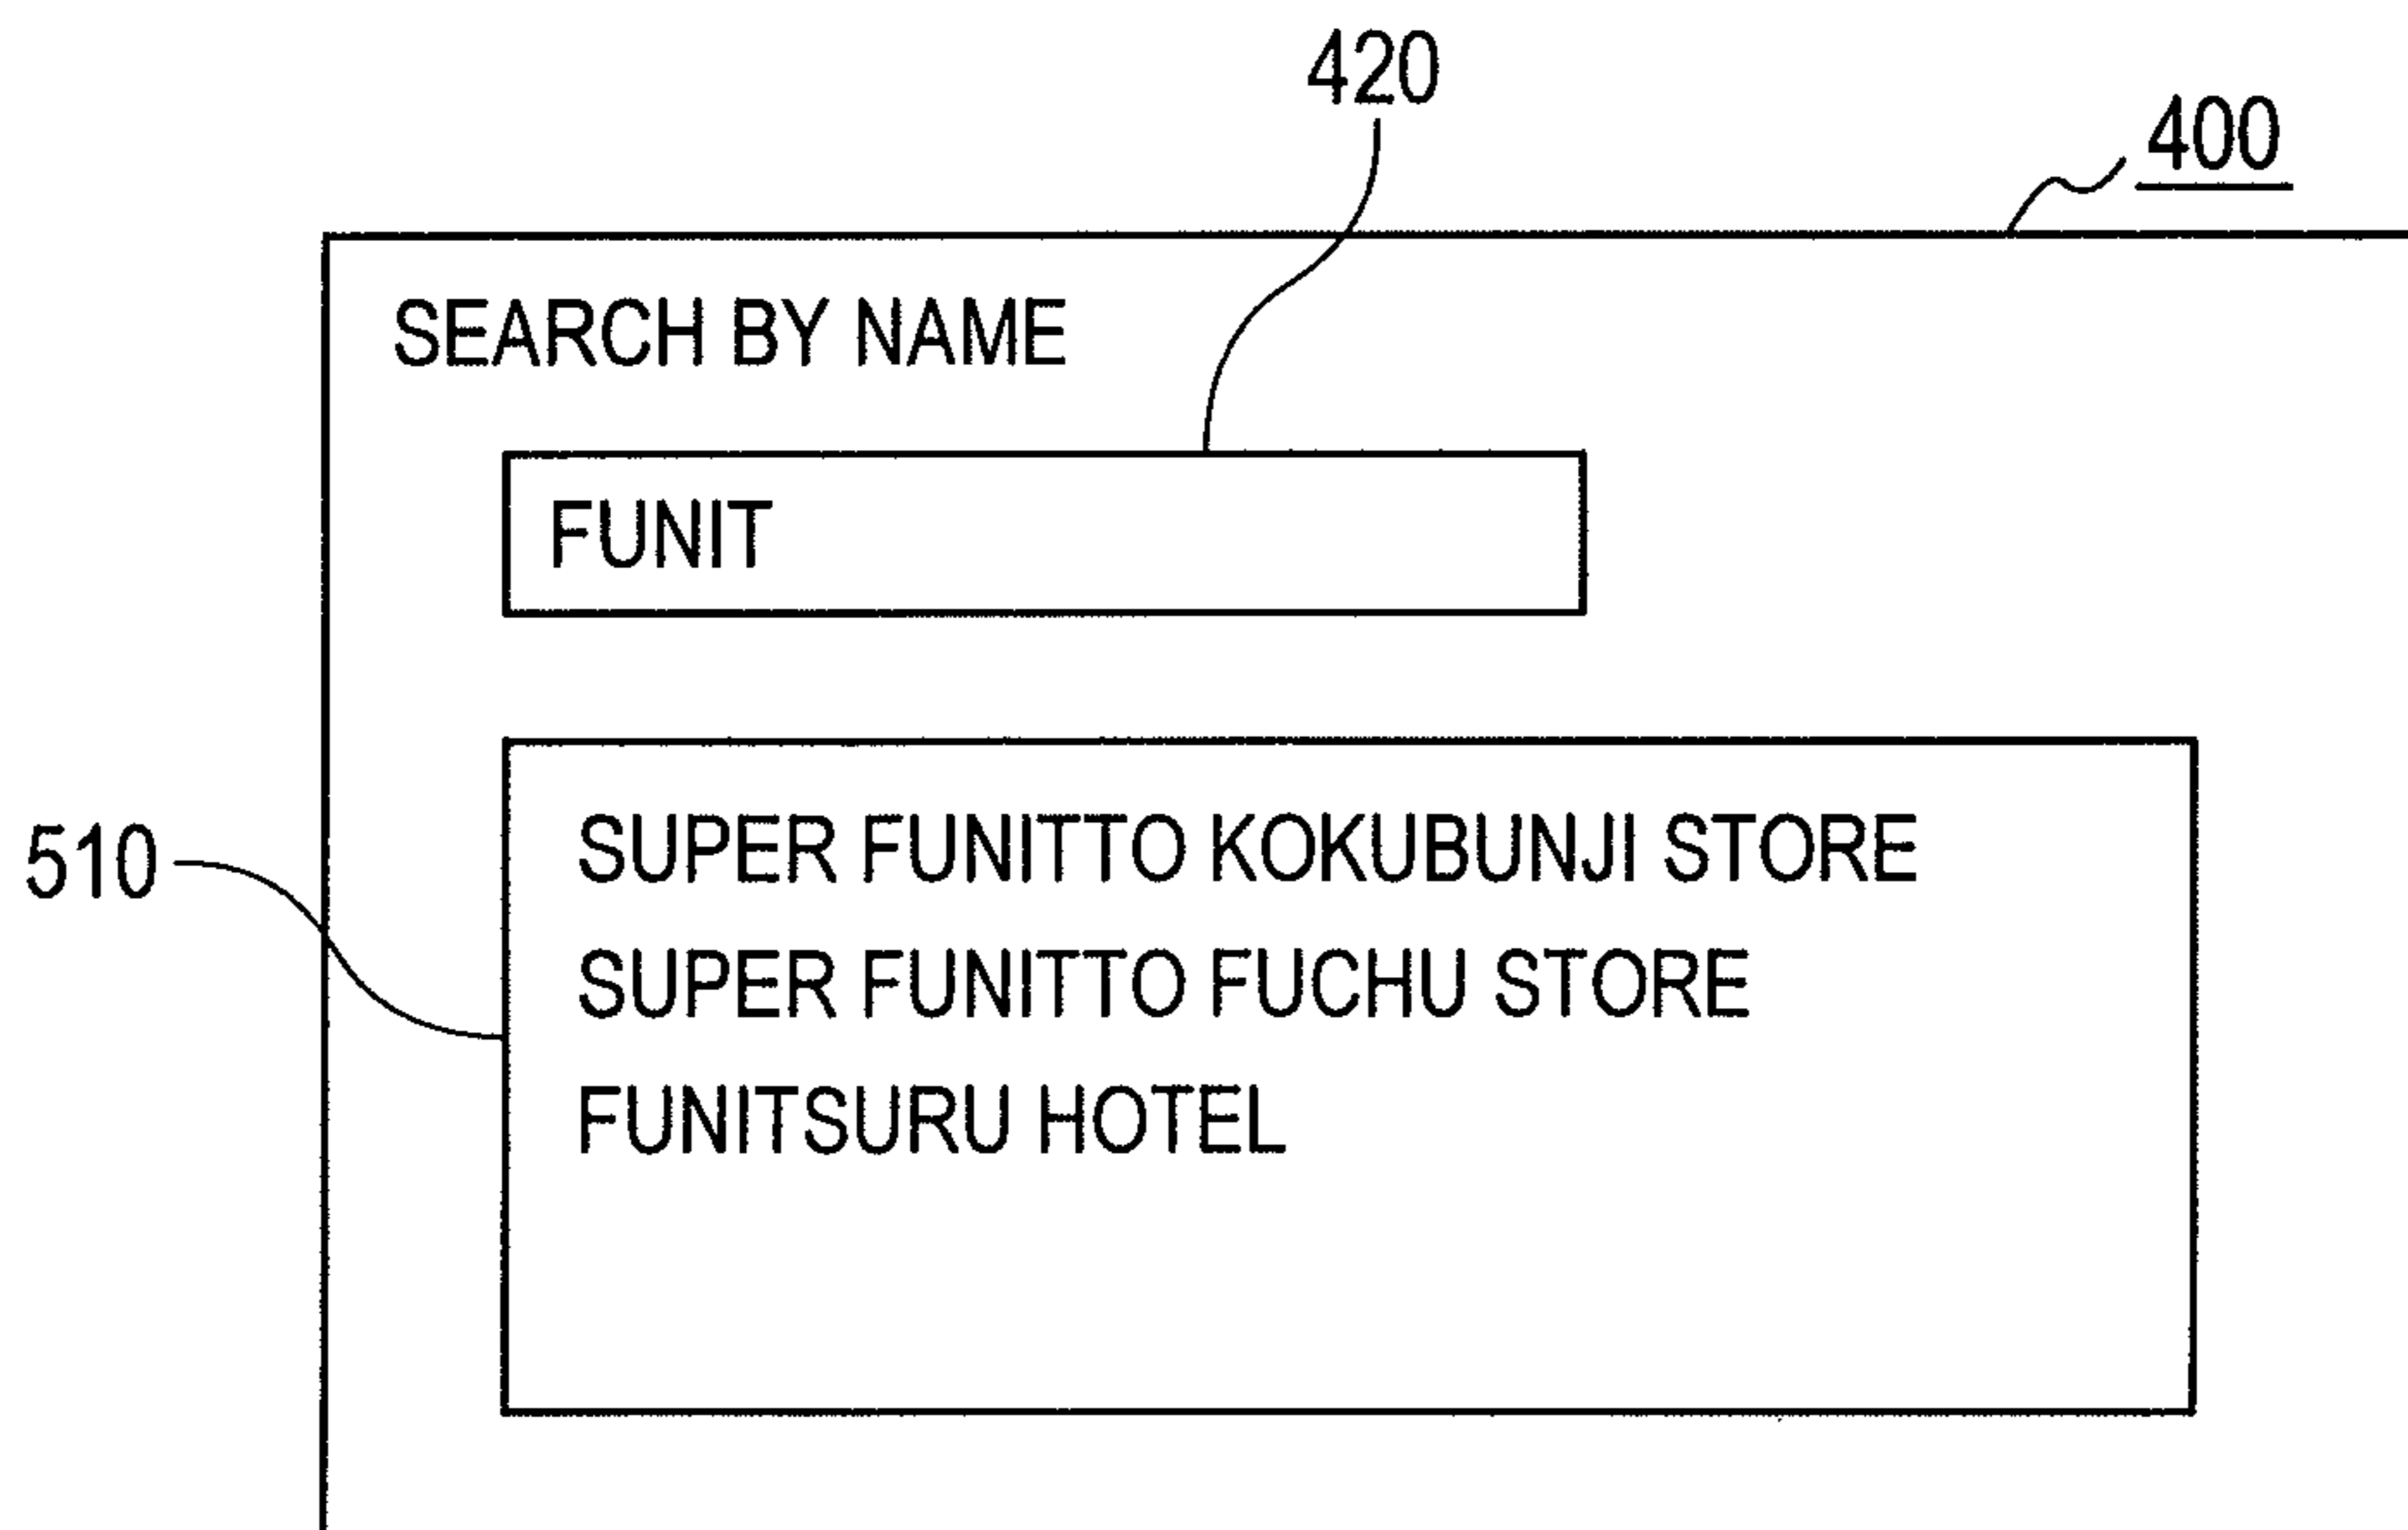 420
400
SEARCH BY NAME
FUNIT
510
SUPER FUNITTO KOKUBUNJI STORE
SUPER FUNITTO FUCHU STORE
FUNITSURU HOTEL